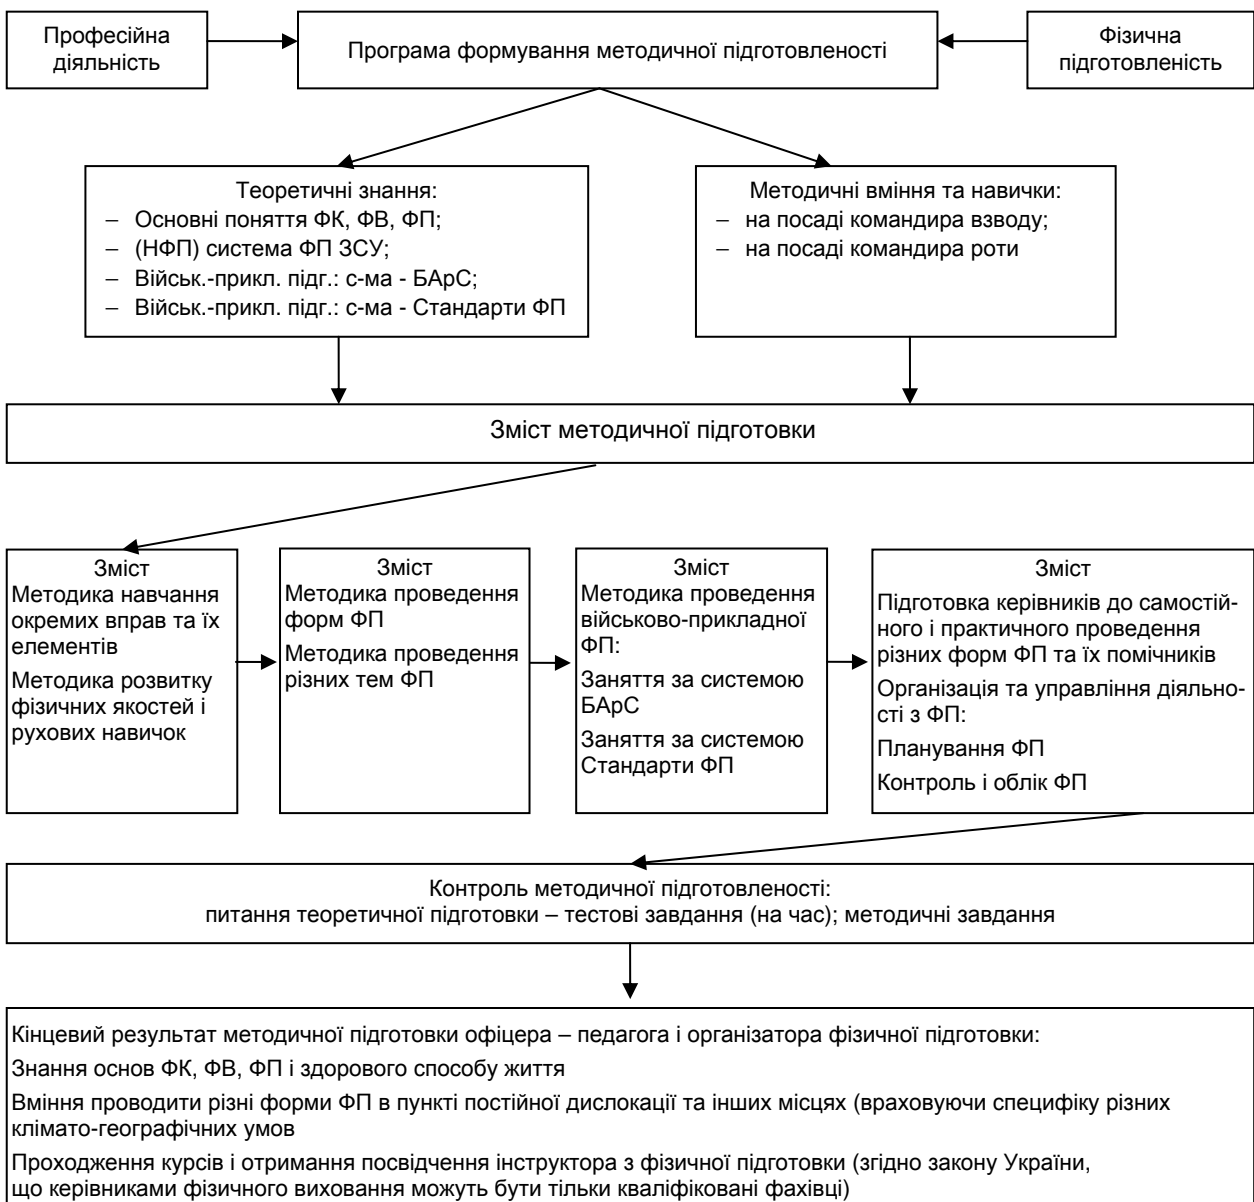 Професійна
діяльність
Програма формування методичної підготовленості
Фізична
підготовленість
Теоретичні знання:
– Основні поняття ФК, ФВ, ФП;
– (НФП) система ФП ЗСУ;
– Військ.-прикл. підг.: с-ма - БАрС;
– Військ.-прикл. підг.: с-ма - Стандарти ФП
Методичні вміння та навички:
– на посаді командира взводу;
– на посаді командира роти
Зміст методичної підготовки
Зміст
Методика навчання
окремих вправ та їх
елементів
Методика розвитку
фізичних якостей і
рухових навичок
Зміст
Методика проведення
форм ФП
Методика проведення
різних тем ФП
Зміст
Методика проведення
військово-прикладної
ФП:
Заняття за системою
БАрС
Заняття за системою
Стандарти ФП
Зміст
Підготовка керівників до самостій-
ного і практичного проведення
різних форм ФП та їх помічників
Організація та управління діяльно-
сті з ФП:
Планування ФП
Контроль і облік ФП
Контроль методичної підготовленості:
питання теоретичної підготовки – тестові завдання (на час); методичні завдання
Кінцевий результат методичної підготовки офіцера – педагога і організатора фізичної підготовки:
Знання основ ФК, ФВ, ФП і здорового способу життя
Вміння проводити різні форми ФП в пункті постійної дислокації та інших місцях (враховуючи специфіку різних
клімато-географічних умов
Проходження курсів і отримання посвідчення інструктора з фізичної підготовки (згідно закону України,
що керівниками фізичного виховання можуть бути тільки кваліфіковані фахівці)